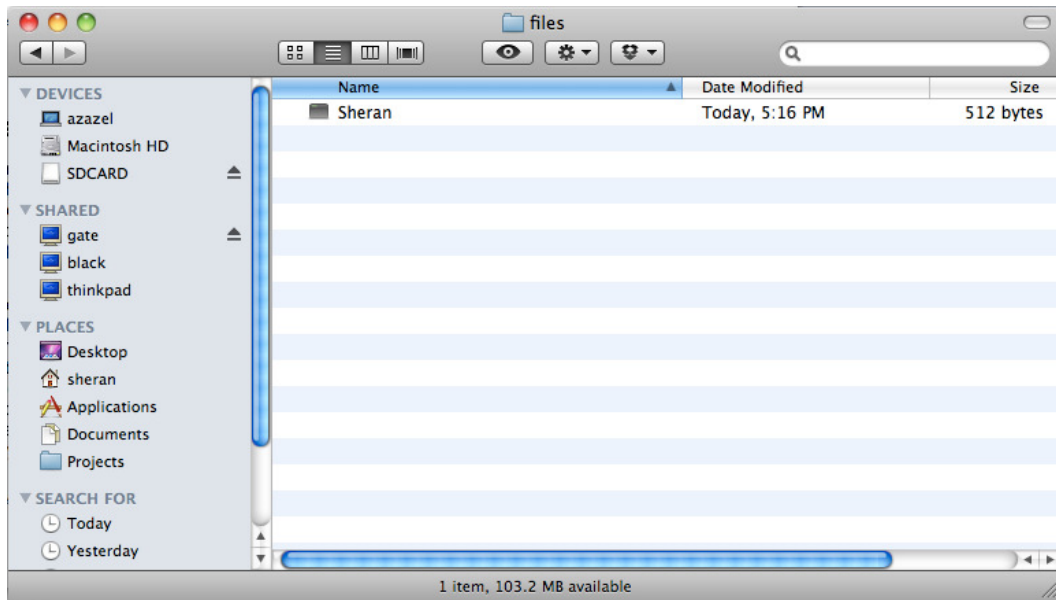 files
Name Date Modified Size
Sheran Today, 5:16 PM 512 bytes
DEVICES
azazel
Macintosh HD
SDCARD
SHARED
gate
black
thinkpad
PLACES
Desktop
sheran
Applications
Documents
Projects
SEARCH FOR
Today
Yesterday
1 item, 103.2 MB available